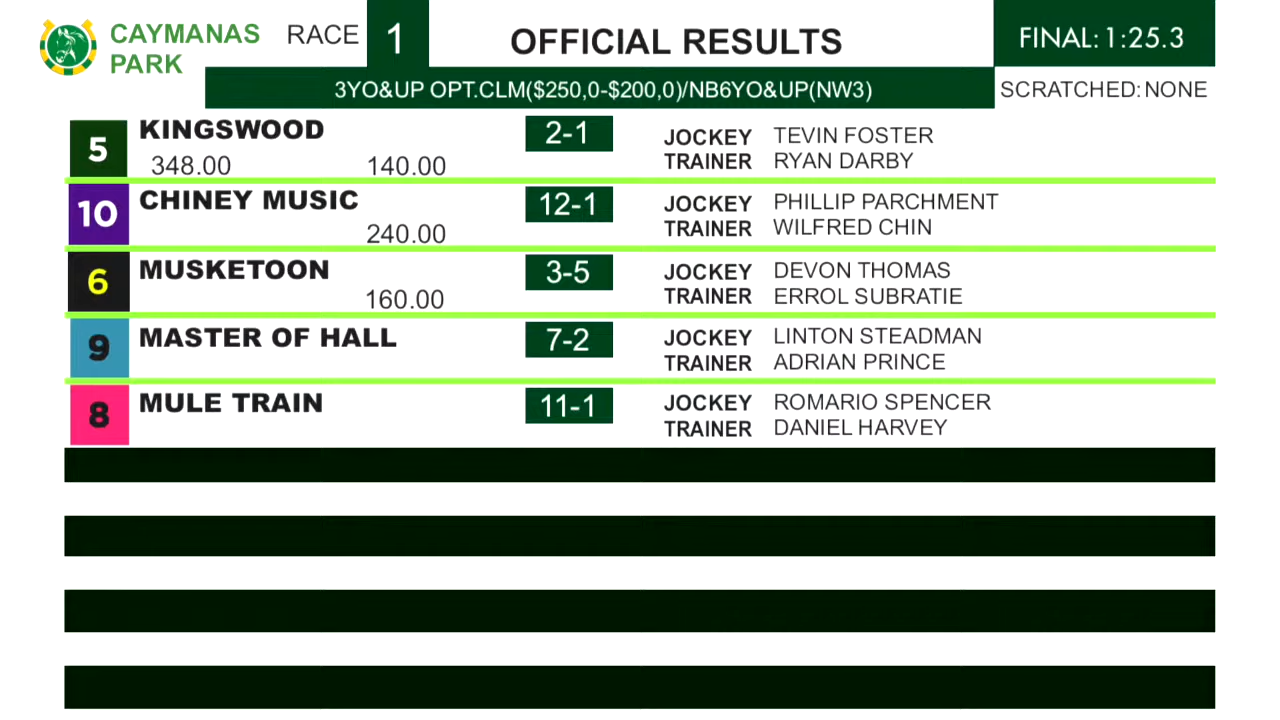 CAYMANAS PARK
RACE 1
OFFICIAL RESULTS
FINAL: 1:25.3
3YO&UP OPT.CLM($250,0-$200,0)/NB6YO&UP(NW3)
SCRATCHED: NONE
5 KINGSWOOD 2-1 JOCKEY TEVIN FOSTER
348.00 140.00 TRAINER RYAN DARBY
10 CHINEY MUSIC 12-1 JOCKEY PHILLIP PARCHMENT
240.00 TRAINER WILFRED CHIN
6 MUSKETOON 3-5 JOCKEY DEVON THOMAS
160.00 TRAINER ERROL SUBRATIE
9 MASTER OF HALL 7-2 JOCKEY LINTON STEADMAN
TRAINER ADRIAN PRINCE
8 MULE TRAIN 11-1 JOCKEY ROMARIO SPENCER
TRAINER DANIEL HARVEY